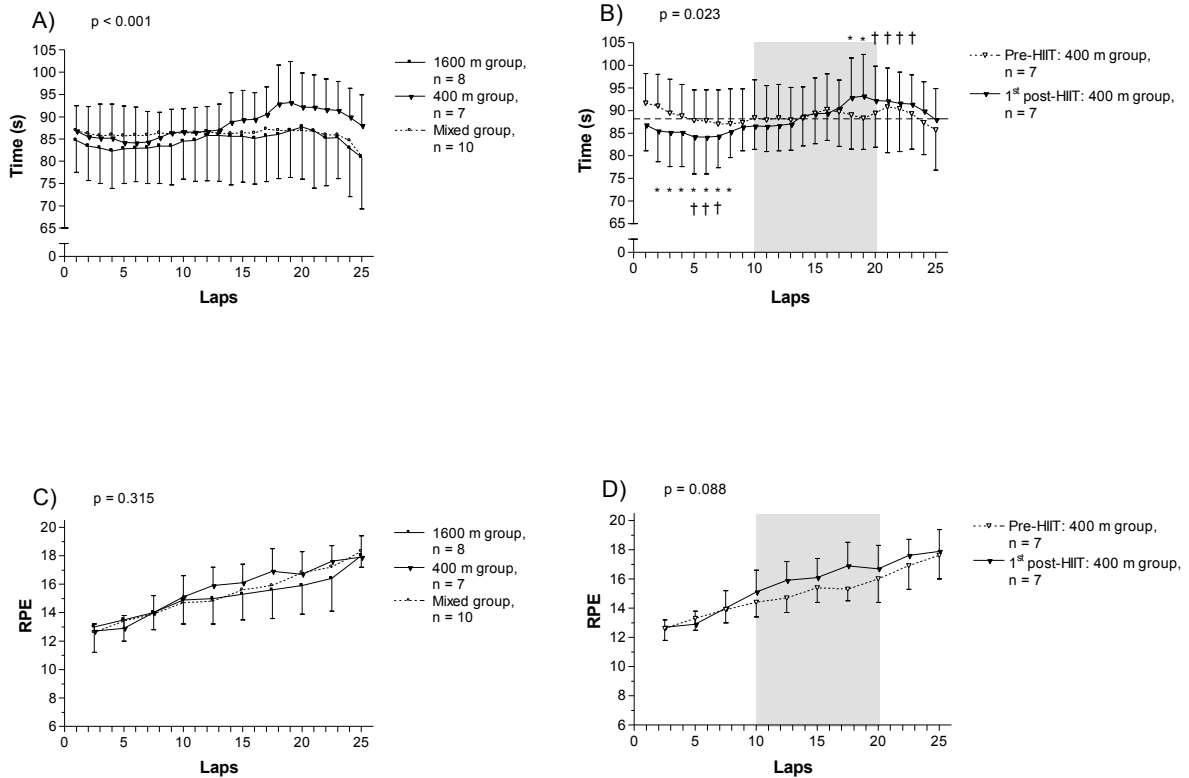 A)
p < 0.001
105
100
95
90
85
80
75
70
65
0
Time (s)
0 5 10 15 20 25
Laps
1600 m group,
n = 8
400 m group,
n = 7
Mixed group,
n = 10
B)
p = 0.023
* * † † † †
105
100
95
90
85
80
75
70
65
0
Time (s)
* * * * * * *
† † †
0 5 10 15 20 25
Laps
Pre-HIIT: 400 m group,
n = 7
1st post-HIIT: 400 m group,
n = 7
C)
p = 0.315
20
18
16
14
12
10
8
6
RPE
0 5 10 15 20 25
Laps
1600 m group,
n = 8
400 m group,
n = 7
Mixed group,
n = 10
D)
p = 0.088
20
18
16
14
12
10
8
6
RPE
0 5 10 15 20 25
Laps
Pre-HIIT: 400 m group,
n = 7
1st post-HIIT: 400 m group,
n = 7